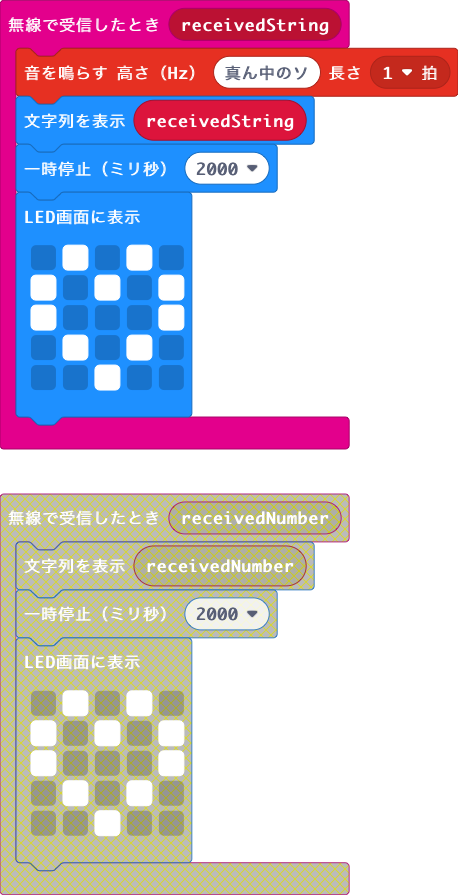 無線で受信したとき receivedString
音を鳴らす 高さ（Hz） 真ん中のソ 長さ 1 拍
文字列を表示 receivedString
一時停止（ミリ秒） 2000
LED画面に表示
無線で受信したとき receivedNumber
文字列を表示 receivedNumber
一時停止（ミリ秒） 2000
LED画面に表示